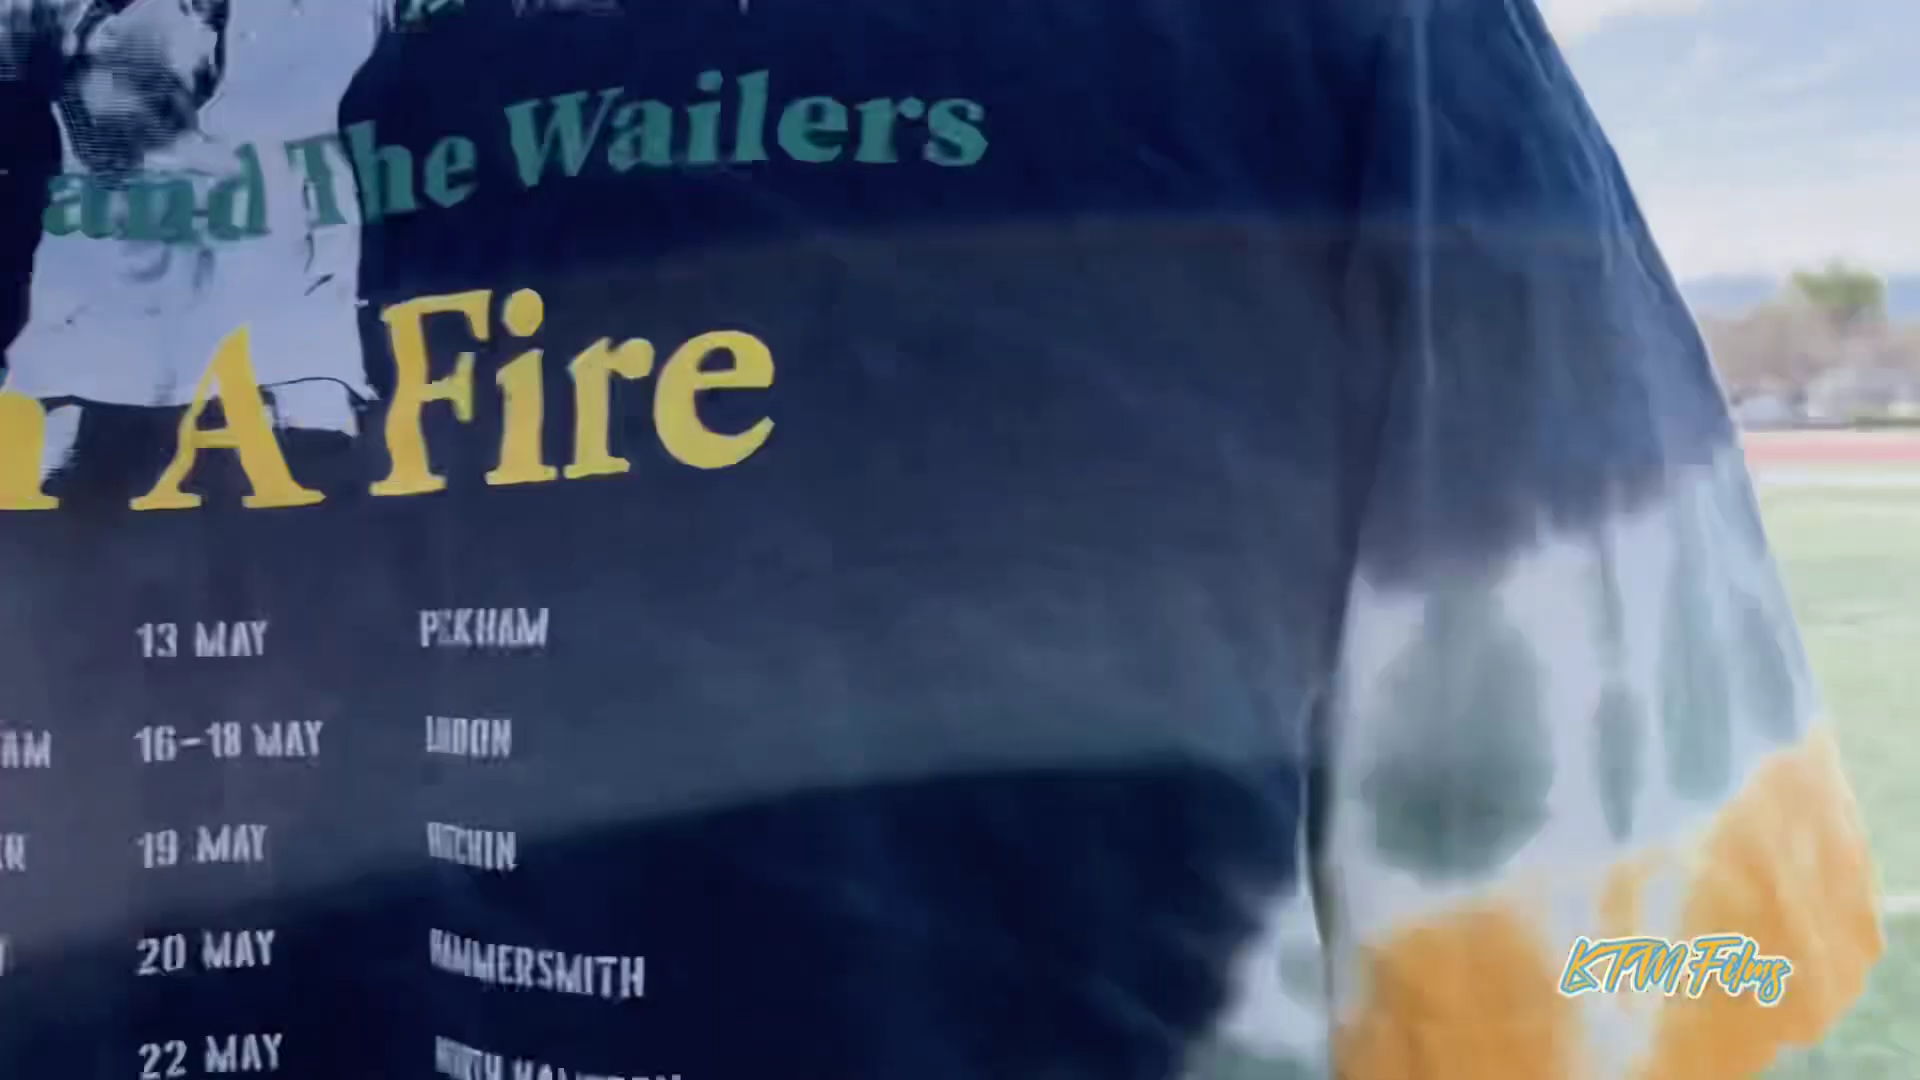 and The Wailers
A Fire
13 MAY PEKHAM
AM 16-18 MAY
19 MAY HITCHIN
20 MAY HAMMERSMITH
22 MAY
KTM Films